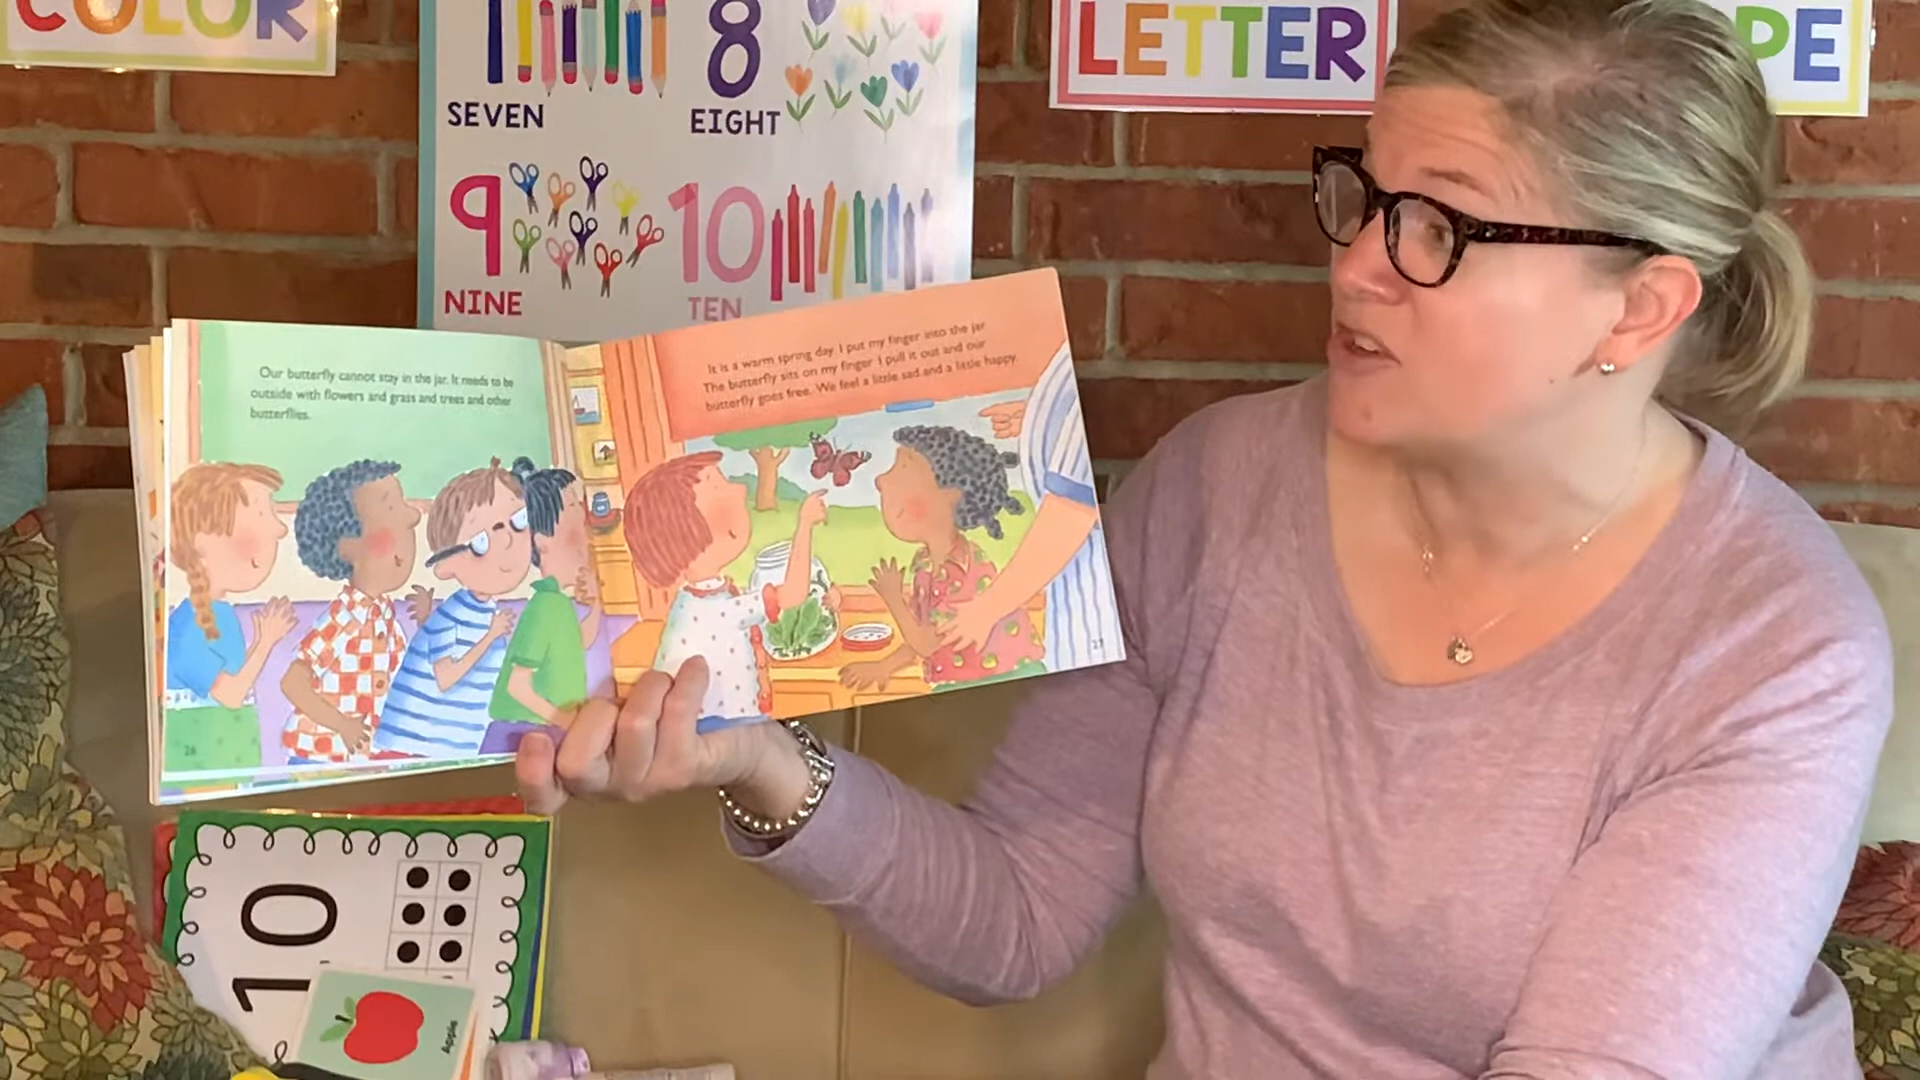 COLOR
LETTER
PE
8
SEVEN
EIGHT
9
10
NINE
TEN
Our butterfly cannot stay in the jar. It needs to be
outside with flowers and grass and trees and other
butterflies.
26
It is a warm spring day. I put my finger into the jar
The butterfly sits on my finger. I pull it out and our
butterfly goes free. We feel a little sad and a little happy.
27
10
Apple